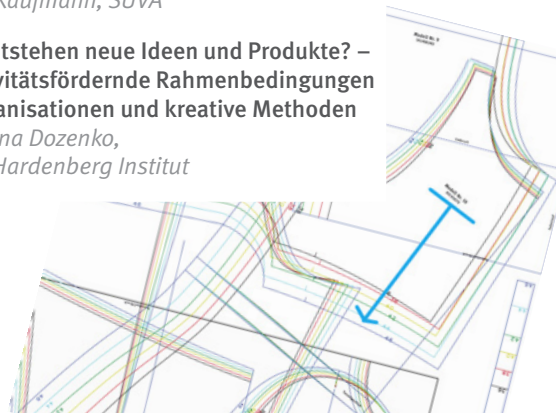 Kaufmann, SUVA
tstehen neue Ideen und Produkte? –
vitätsfördernde Rahmenbedingungen
anisationen und kreative Methoden
na Dozenko,
Hardenberg Institut